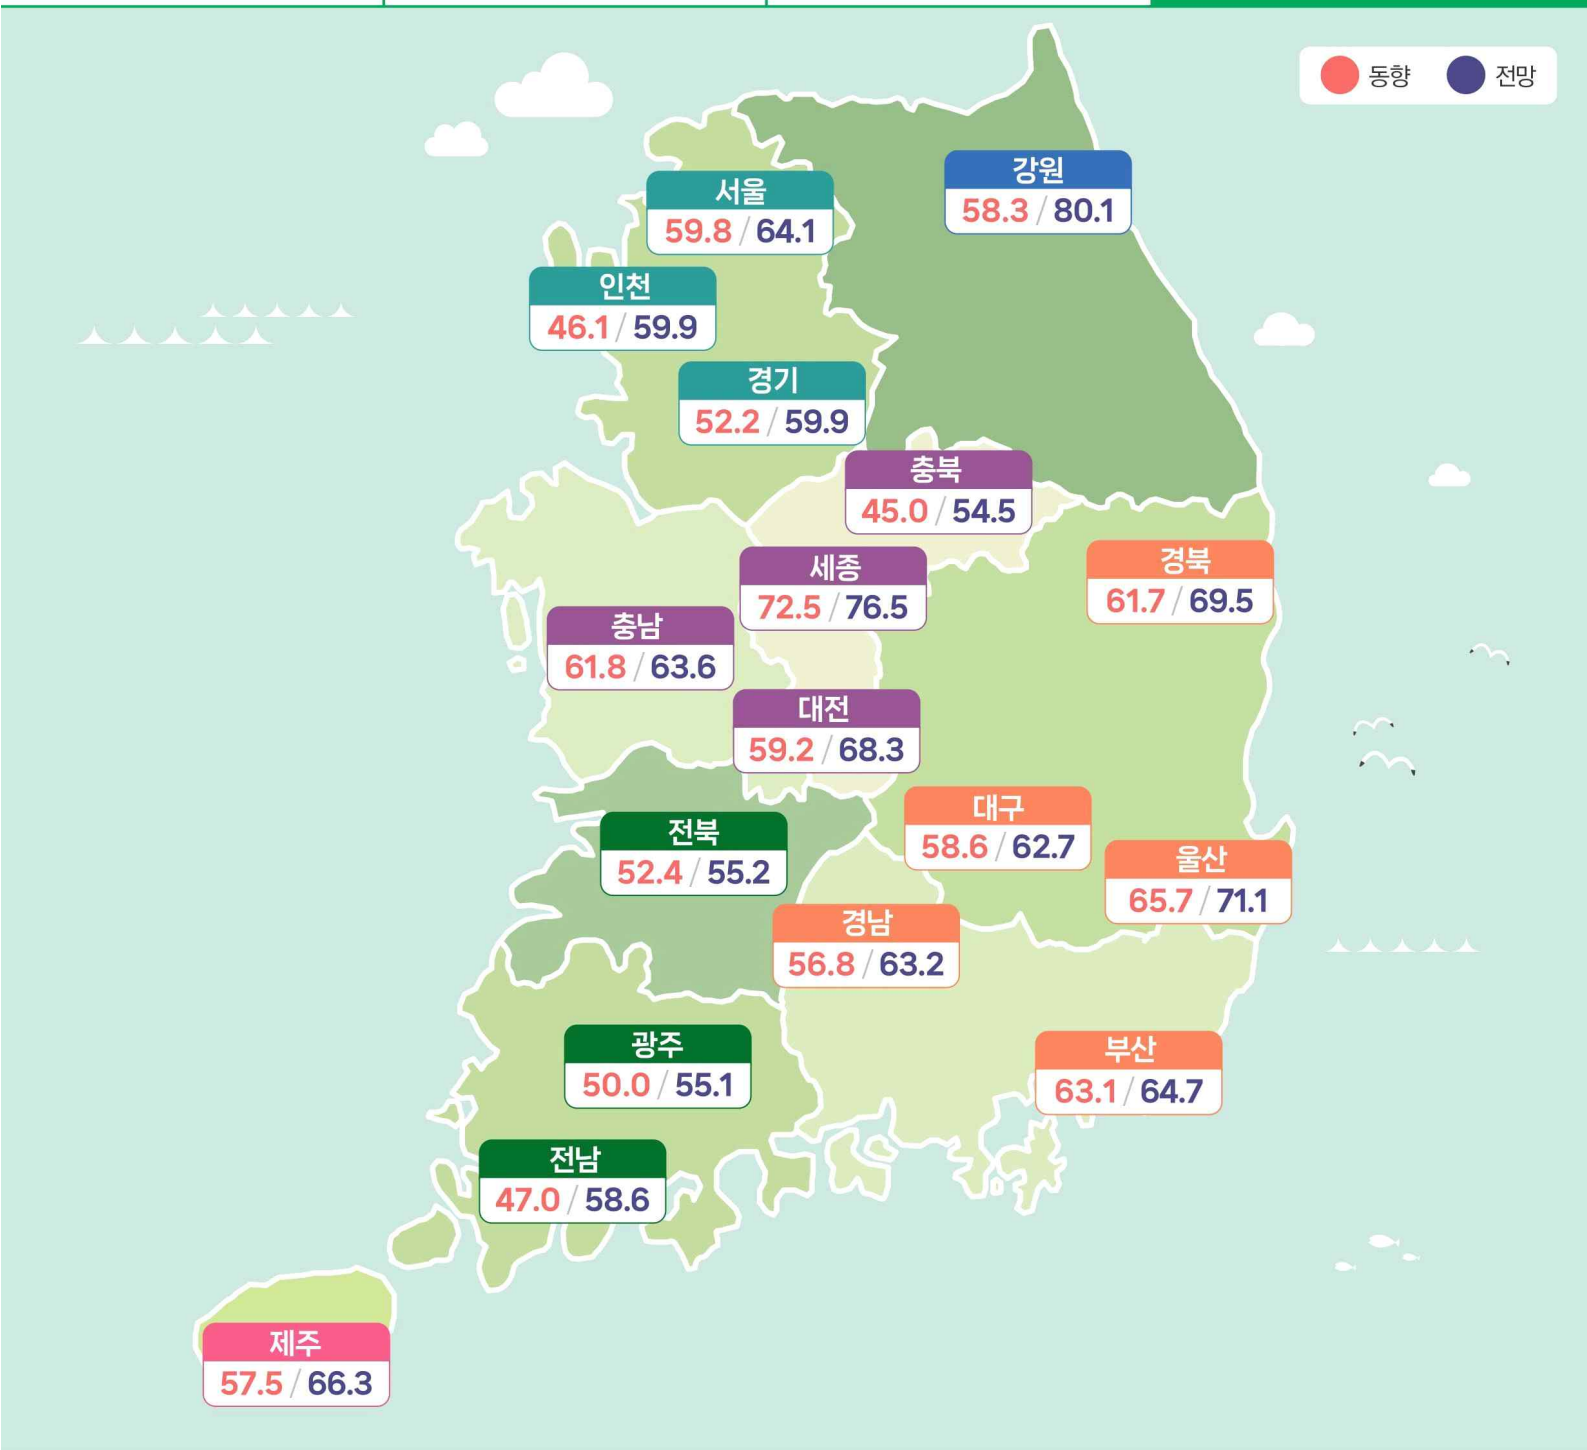 동향 전망
강원
58.3 / 80.1
서울
59.8 / 64.1
인천
46.1 / 59.9
경기
52.2 / 59.9
충북
45.0 / 54.5
경북
61.7 / 69.5
세종
72.5 / 76.5
충남
61.8 / 63.6
대전
59.2 / 68.3
대구
58.6 / 62.7
전북
52.4 / 55.2
울산
65.7 / 71.1
경남
56.8 / 63.2
광주
50.0 / 55.1
부산
63.1 / 64.7
전남
47.0 / 58.6
제주
57.5 / 66.3